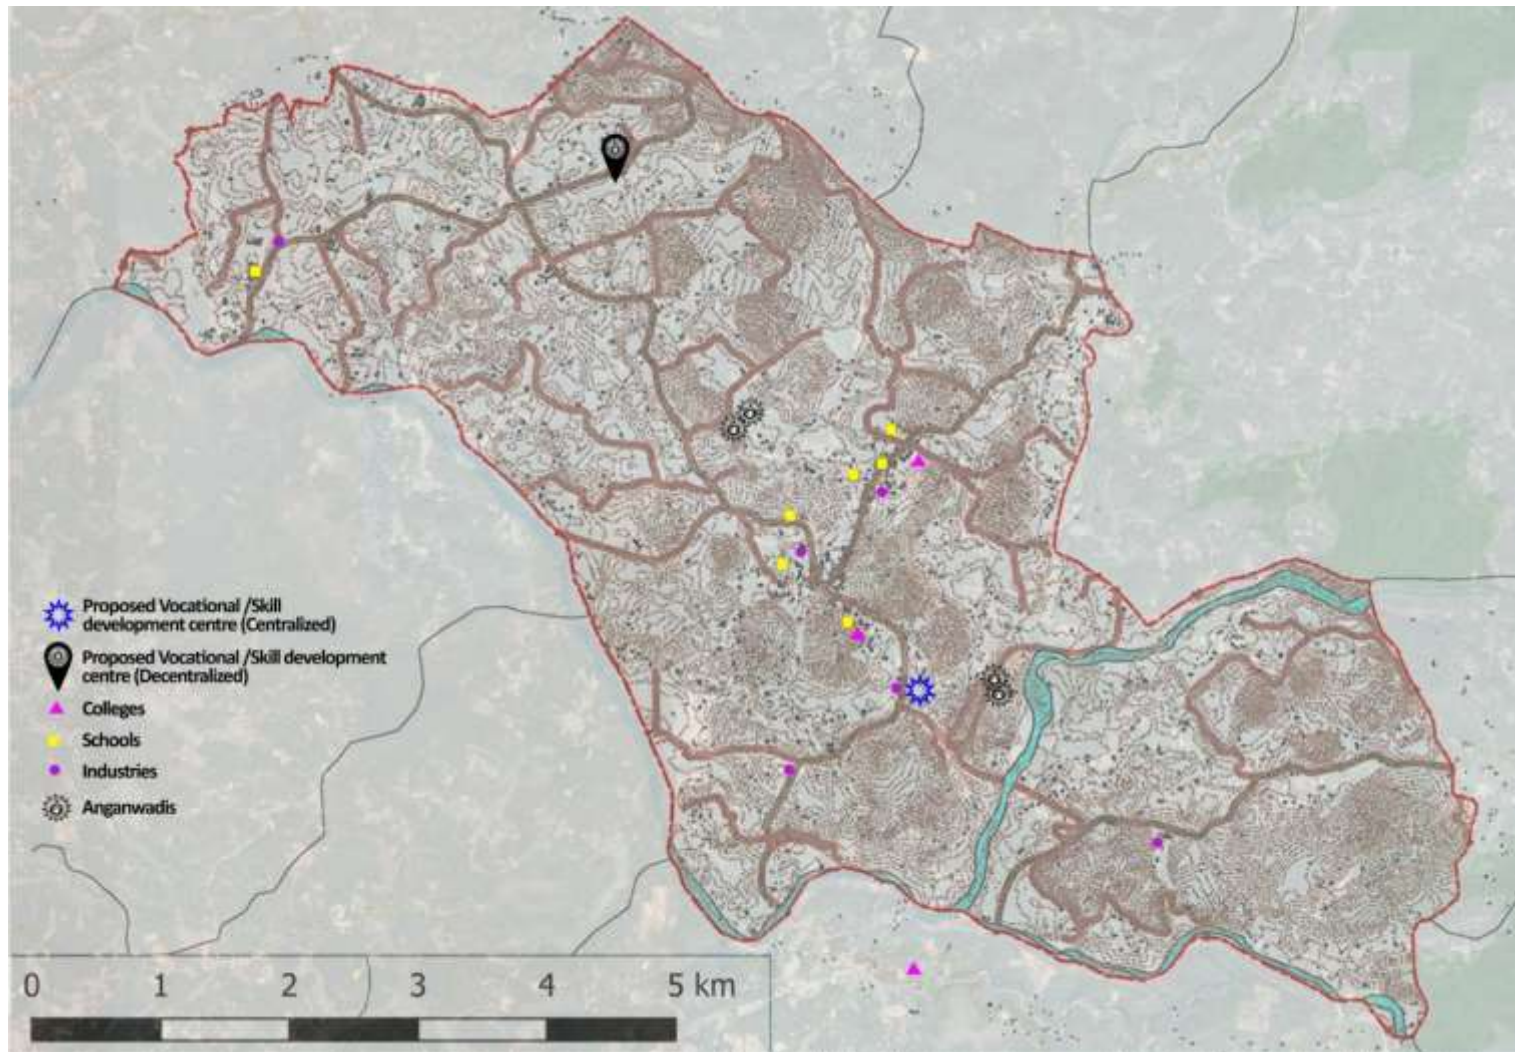 Proposed Vocational /Skill
development centre (Centralized)
Proposed Vocational /Skill development
centre (Decentralized)
Colleges
Schools
Industries
Anganwadis
0 1 2 3 4 5 km